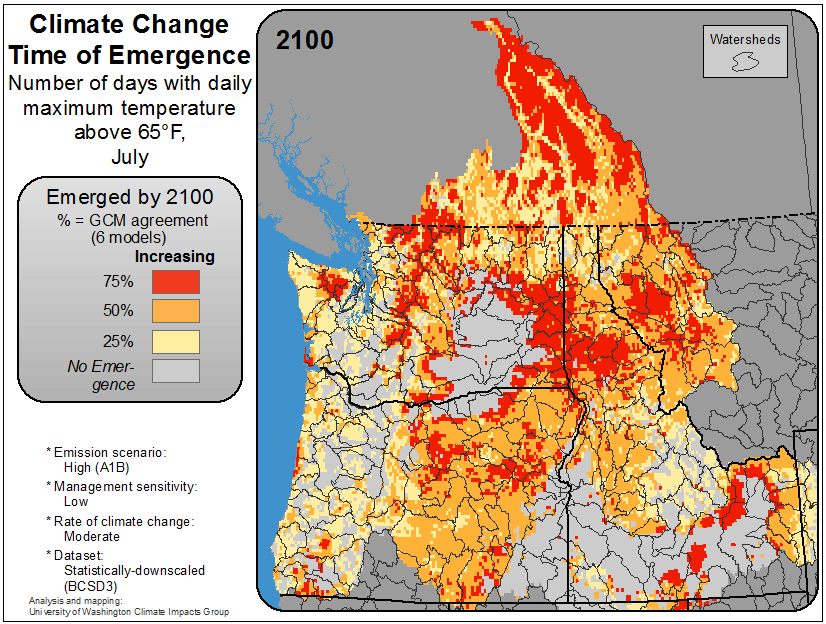 Climate Change
Time of Emergence
Number of days with daily
maximum temperature
above 65°F,
July
Emerged by 2100
% = GCM agreement
(6 models)
Increasing
75%
50%
25%
No Emer-
gence
* Emission scenario:
High (A1B)
* Management sensitivity:
Low
* Rate of climate change:
Moderate
* Dataset:
Statistically-downscaled
(BCSD3)
Analysis and mapping:
University of Washington Climate Impacts Group
2100
Watersheds